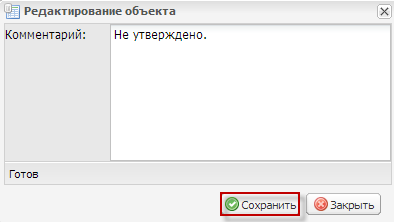 Редактирование объекта
Комментарий: Не утверждено.
Готов
Сохранить Закрыть